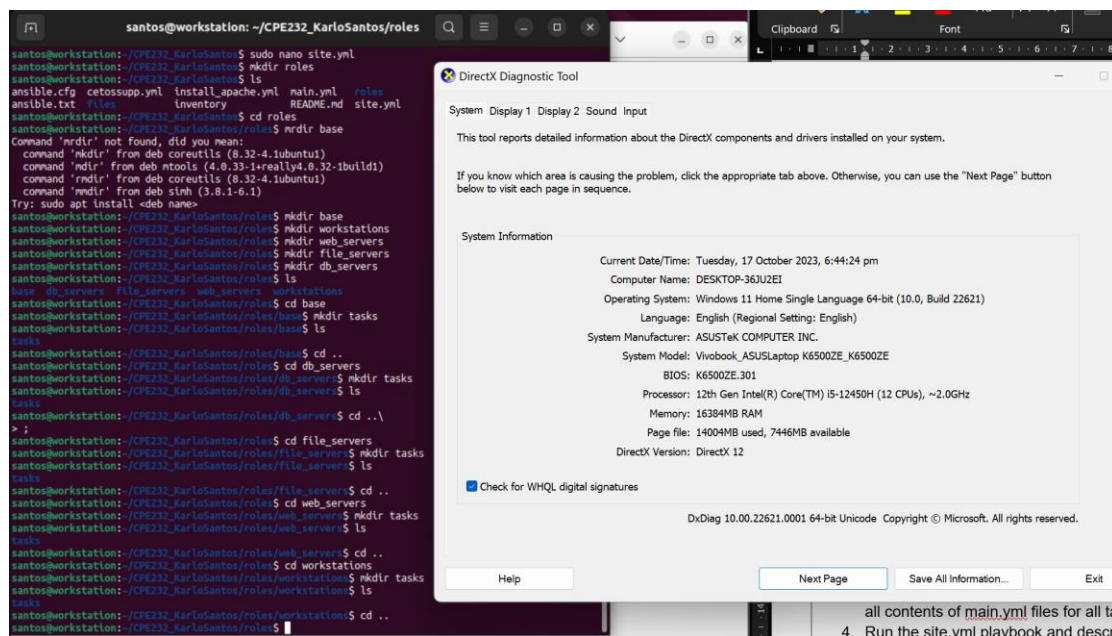 santos@workstation: ~/CPE232_KarloSantos/roles
santos@workstation:~/CPE232_KarloSantos$ sudo nano site.yml
santos@workstation:~/CPE232_KarloSantos$ mkdir roles
santos@workstation:~/CPE232_KarloSantos$ ls
ansible.cfg cetossupp.yml install_apache.yml main.yml roles
ansible.txt files inventory README.md site.yml
santos@workstation:~/CPE232_KarloSantos$ cd roles
santos@workstation:~/CPE232_KarloSantos/roles$ mrdir base
Command 'mrdir' not found, did you mean:
command 'mkdir' from deb coreutils (8.32-4.1ubuntu1)
command 'mdir' from deb mtools (4.0.33-1+really4.0.32-1build1)
command 'rmdir' from deb coreutils (8.32-4.1ubuntu1)
command 'mmdir' from deb simh (3.8.1-6.1)
Try: sudo apt install <deb name>
santos@workstation:~/CPE232_KarloSantos/roles$ mkdir base
santos@workstation:~/CPE232_KarloSantos/roles$ mkdir workstations
santos@workstation:~/CPE232_KarloSantos/roles$ mkdir web_servers
santos@workstation:~/CPE232_KarloSantos/roles$ mkdir file_servers
santos@workstation:~/CPE232_KarloSantos/roles$ mkdir db_servers
santos@workstation:~/CPE232_KarloSantos/roles$ ls
base db_servers file_servers web_servers workstations
santos@workstation:~/CPE232_KarloSantos/roles$ cd base
santos@workstation:~/CPE232_KarloSantos/roles/base$ mkdir tasks
santos@workstation:~/CPE232_KarloSantos/roles/base$ ls
tasks
santos@workstation:~/CPE232_KarloSantos/roles/base$ cd ..
santos@workstation:~/CPE232_KarloSantos/roles$ cd db_servers
santos@workstation:~/CPE232_KarloSantos/roles/db_servers$ mkdir tasks
santos@workstation:~/CPE232_KarloSantos/roles/db_servers$ ls
tasks
santos@workstation:~/CPE232_KarloSantos/roles/db_servers$ cd ..\
> ;
santos@workstation:~/CPE232_KarloSantos/roles$ cd file_servers
santos@workstation:~/CPE232_KarloSantos/roles/file_servers$ mkdir tasks
santos@workstation:~/CPE232_KarloSantos/roles/file_servers$ ls
tasks
santos@workstation:~/CPE232_KarloSantos/roles/file_servers$ cd ..
santos@workstation:~/CPE232_KarloSantos/roles$ cd web_servers
santos@workstation:~/CPE232_KarloSantos/roles/web_servers$ mkdir tasks
santos@workstation:~/CPE232_KarloSantos/roles/web_servers$ ls
tasks
santos@workstation:~/CPE232_KarloSantos/roles/web_servers$ cd ..
santos@workstation:~/CPE232_KarloSantos/roles$ cd workstations
santos@workstation:~/CPE232_KarloSantos/roles/workstations$ mkdir tasks
santos@workstation:~/CPE232_KarloSantos/roles/workstations$ ls
tasks
santos@workstation:~/CPE232_KarloSantos/roles/workstations$ cd ..
santos@workstation:~/CPE232_KarloSantos/roles$
Clipboard Font
1 2 3 4 5 6 7 8
DirectX Diagnostic Tool
System Display 1 Display 2 Sound Input
This tool reports detailed information about the DirectX components and drivers installed on your system.
If you know which area is causing the problem, click the appropriate tab above. Otherwise, you can use the "Next Page" button
below to visit each page in sequence.
System Information
Current Date/Time: Tuesday, 17 October 2023, 6:44:24 pm
Computer Name: DESKTOP-36JU2EI
Operating System: Windows 11 Home Single Language 64-bit (10.0, Build 22621)
Language: English (Regional Setting: English)
System Manufacturer: ASUSTeK COMPUTER INC.
System Model: Vivobook_ASUSLaptop K6500ZE_K6500ZE
BIOS: K6500ZE.301
Processor: 12th Gen Intel(R) Core(TM) i5-12450H (12 CPUs), ~2.0GHz
Memory: 16384MB RAM
Page file: 14004MB used, 7446MB available
DirectX Version: DirectX 12
Check for WHQL digital signatures
DxDiag 10.00.22621.0001 64-bit Unicode Copyright © Microsoft. All rights reserved.
Help Next Page Save All Information... Exit
14
all contents of main.yml files for all
4. Run the site.yml playbook and